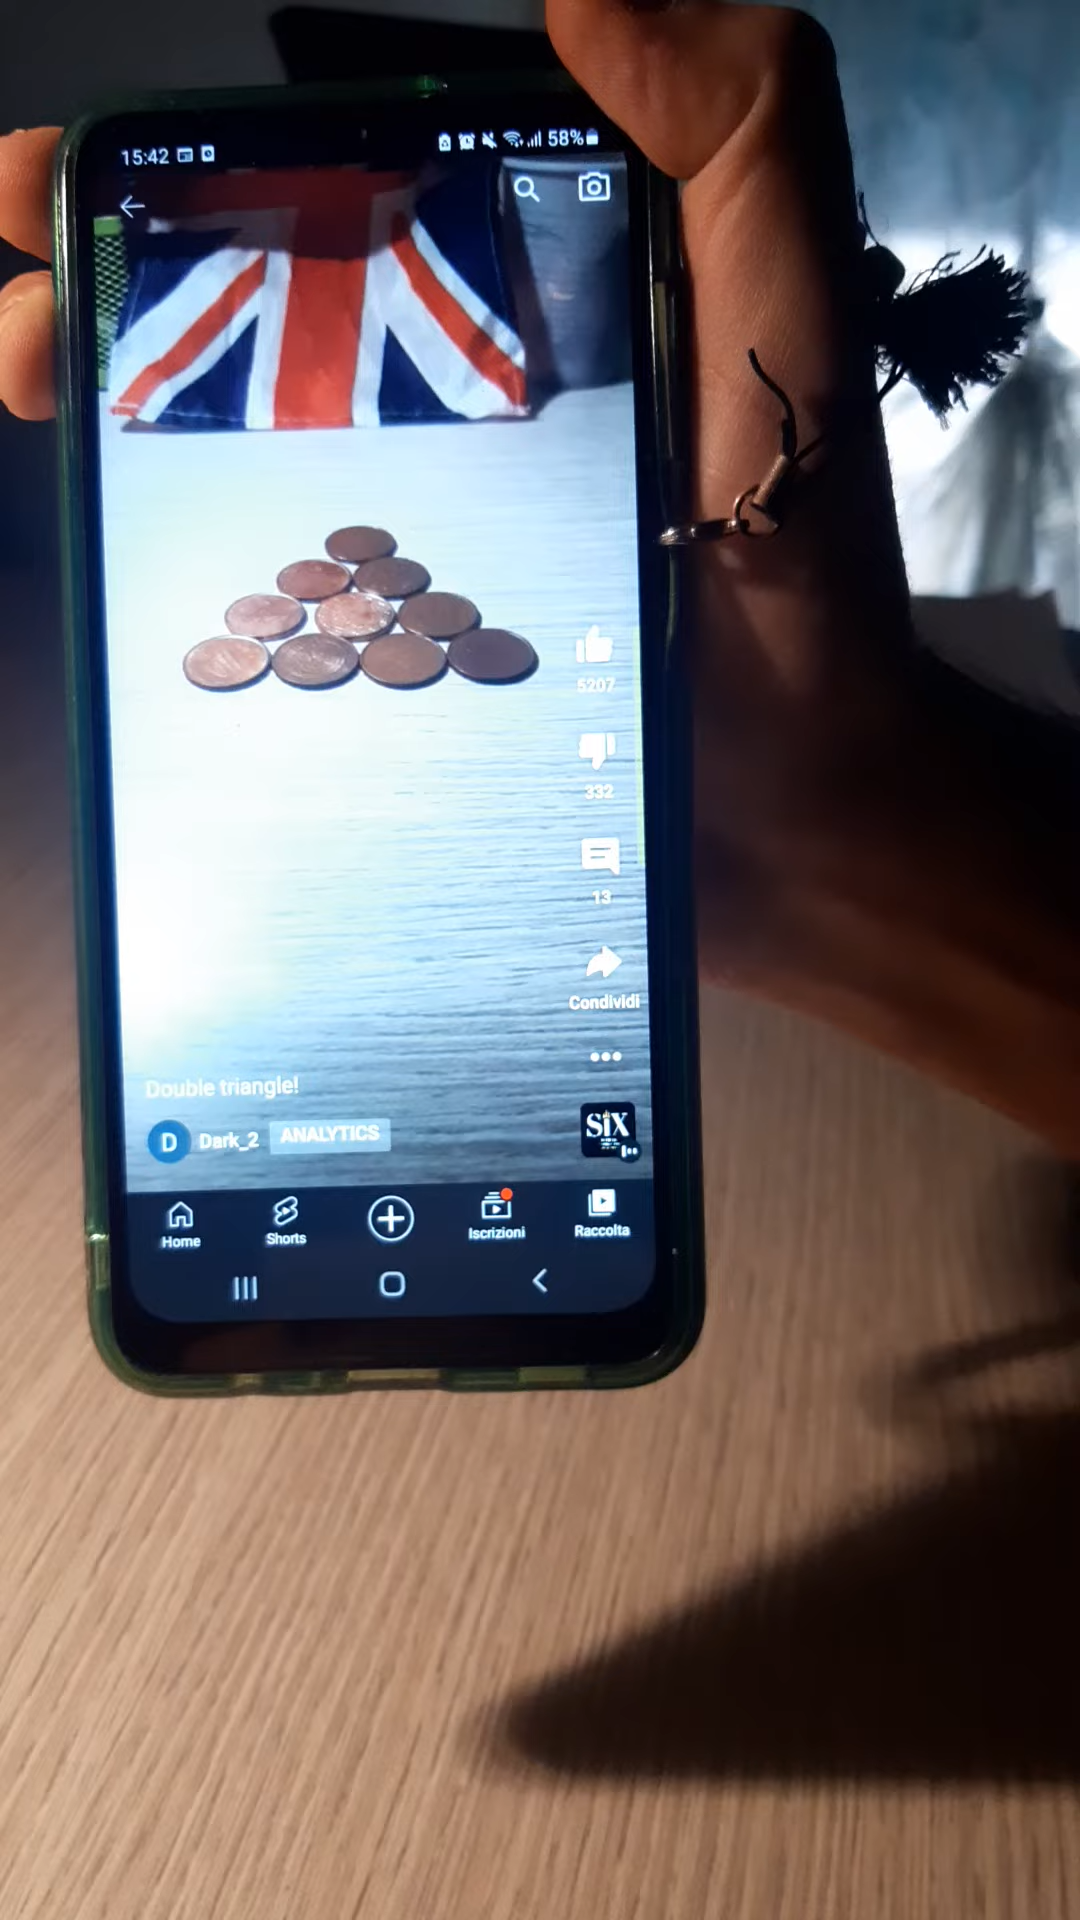 15:42
58%
5207
332
13
Condividi
Double triangle!
D
Dark_2
ANALYTICS
SIX
Home
Shorts
Iscrizioni
Raccolta